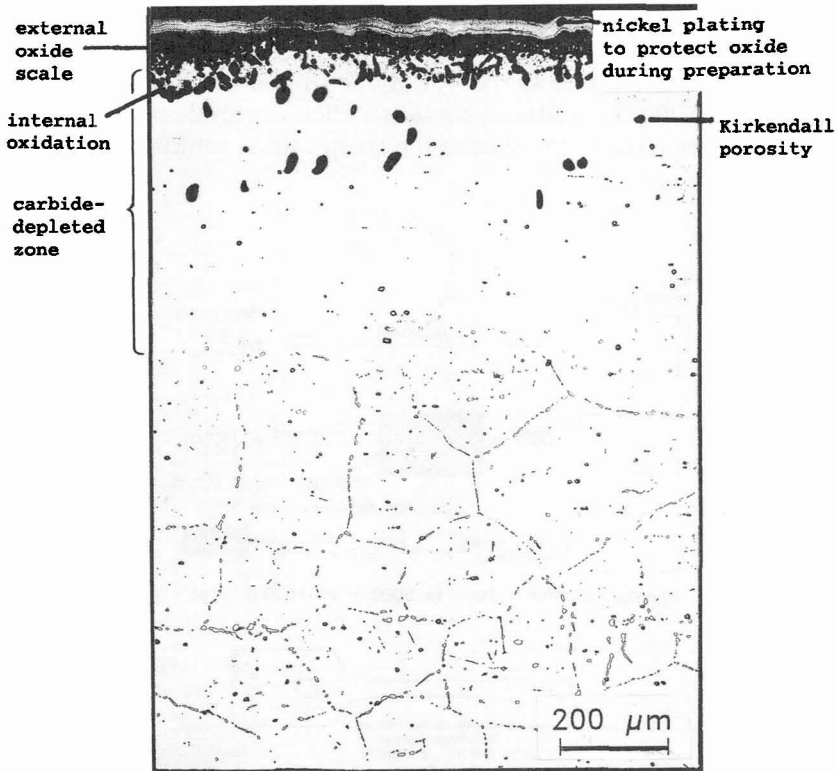 external
oxide
scale
nickel plating
to protect oxide
during preparation
internal
oxidation
Kirkendall
porosity
carbide-
depleted
zone
200 μm